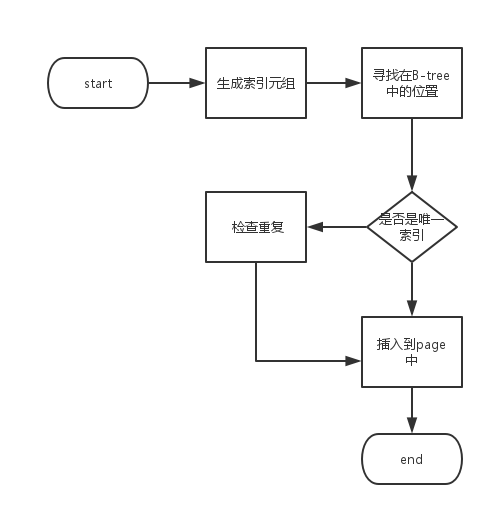 start
生成索引元组
寻找在B-tree
中的位置
是否是唯一
索引
检查重复
插入到page
中
end